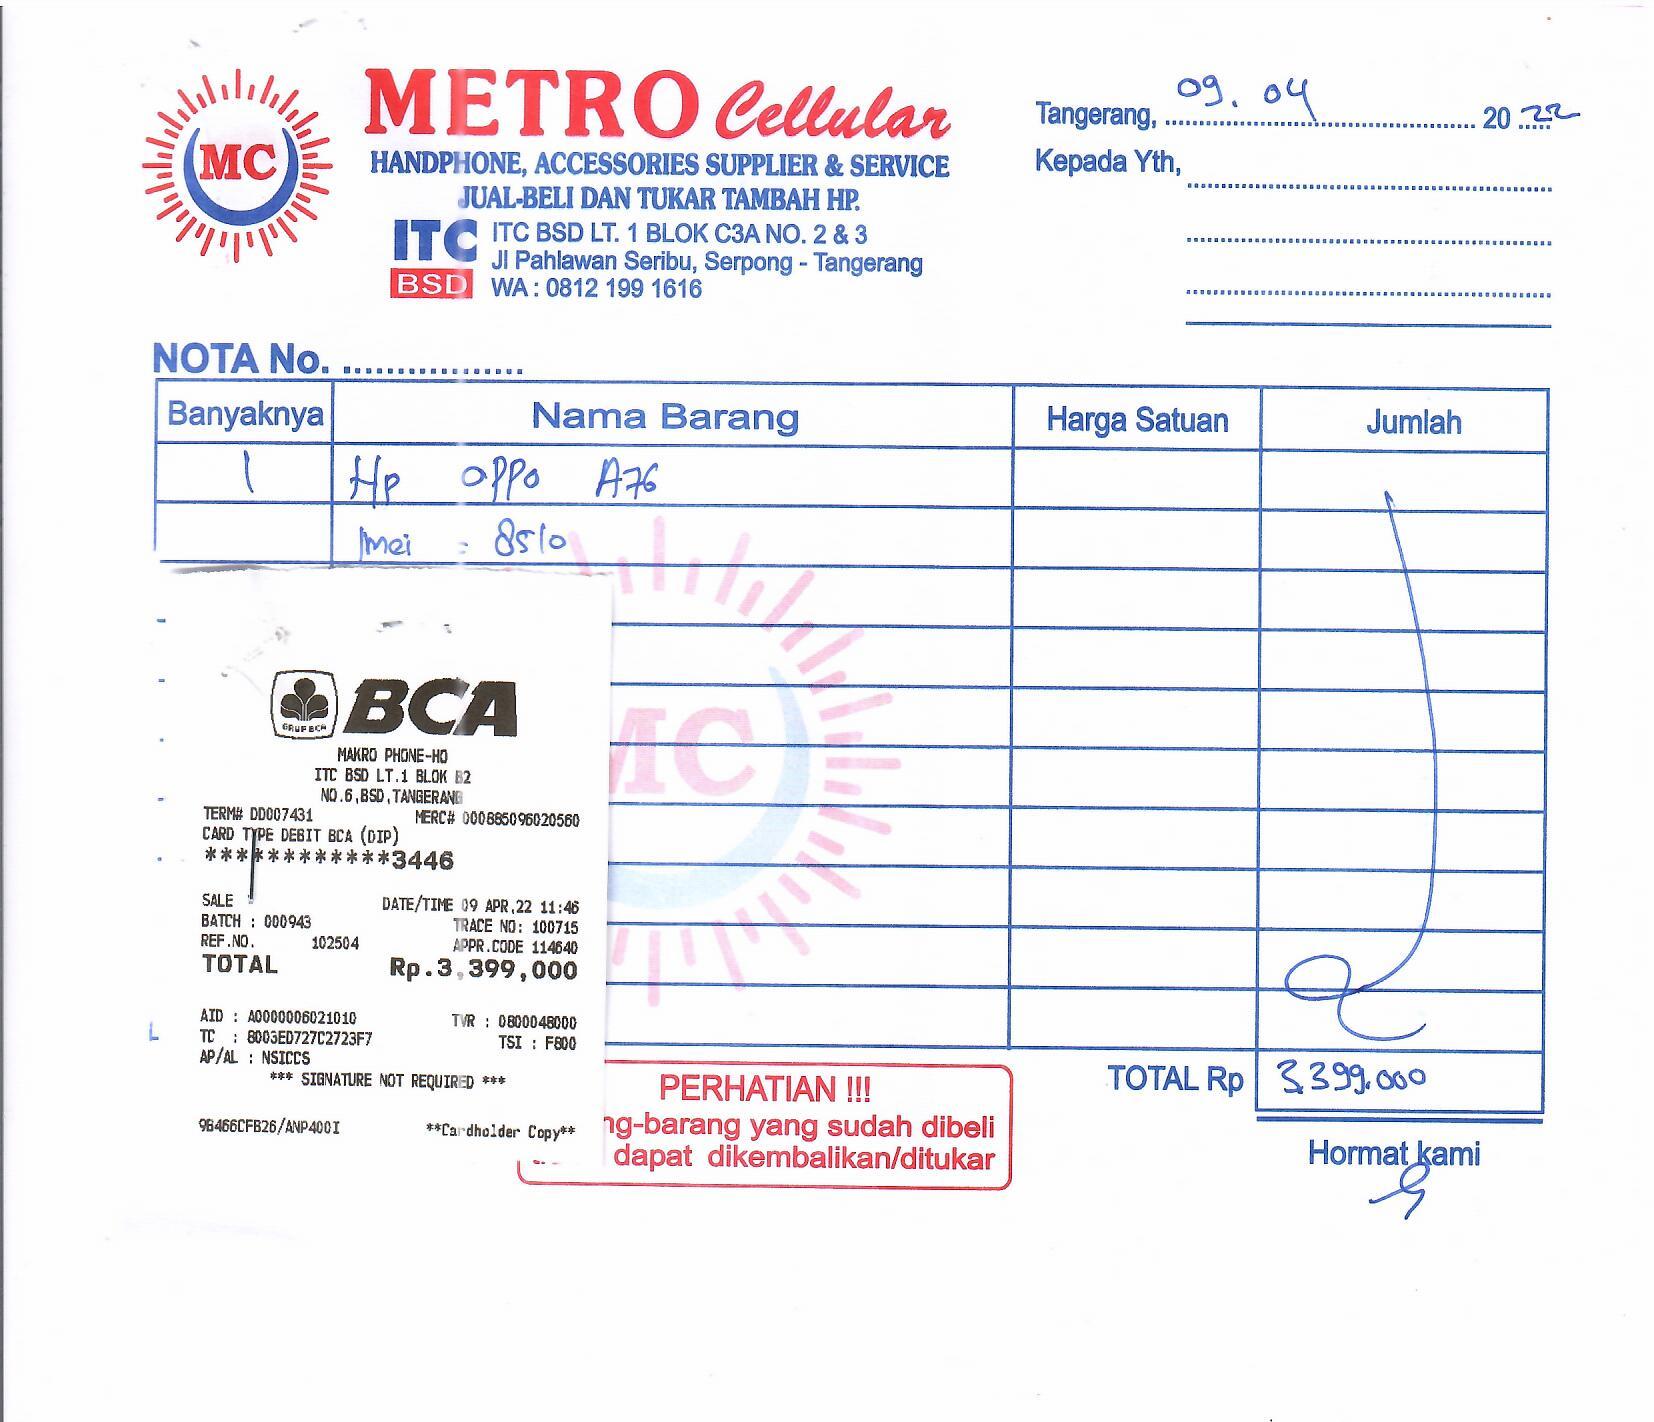 METRO Cellular
MC
HANDPHONE, ACCESSORIES SUPPLIER & SERVICE
JUAL-BELI DAN TUKAR TAMBAH HP.
ITC BSD
ITC BSD LT. 1 BLOK C3A NO. 2 & 3
Jl Pahlawan Seribu, Serpong - Tangerang
WA : 0812 199 1616
Tangerang, 09. 04 2022
Kepada Yth,
NOTA No.
Banyaknya Nama Barang Harga Satuan Jumlah
1 Hp oppo A76
Imei = 8510
MC
GRUP BCA
BCA
MAKRO PHONE-HO
ITC BSD LT.1 BLOK B2
NO.6,BSD,TANGERANG
TERM# DD007431 MERC# 000885096020560
CARD TYPE DEBIT BCA (DIP)
************3446
SALE DATE/TIME 09 APR,22 11:46
BATCH : 000943 TRACE NO: 100715
REF.NO. 102504 APPR.CODE 114640
TOTAL Rp.3,399,000
AID : A0000006021010 TVR : 0800048000
TC : 8003ED727C2723F7 TSI : F800
AP/AL : NSICCS
*** SIGNATURE NOT REQUIRED ***
9B466CFB26/ANP400I **Cardholder Copy**
PERHATIAN !!!
ng-barang yang sudah dibeli
dapat dikembalikan/ditukar
TOTAL Rp 3.399.000
Hormat kami